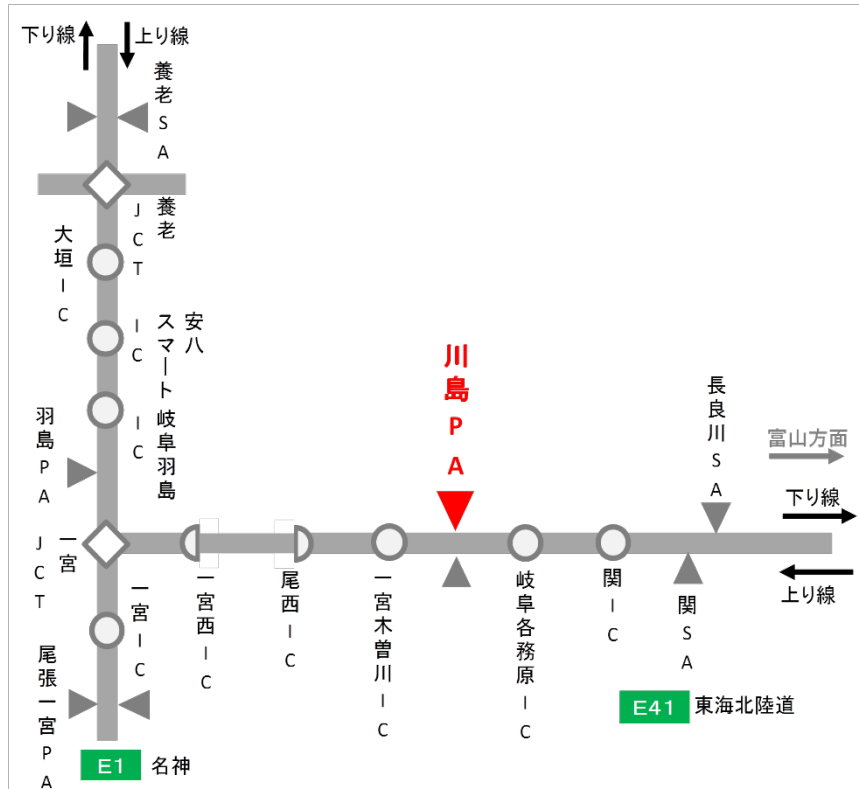 下り線
上り線
養老SA
養老JCT
大垣IC
安八スマートIC
岐阜羽島IC
羽島PA
一宮JCT
一宮IC
尾張一宮PA
E1
名神
一宮西IC
尾西IC
一宮木曽川IC
川島PA
岐阜各務原IC
関IC
関SA
長良川SA
富山方面
下り線
上り線
E41
東海北陸道